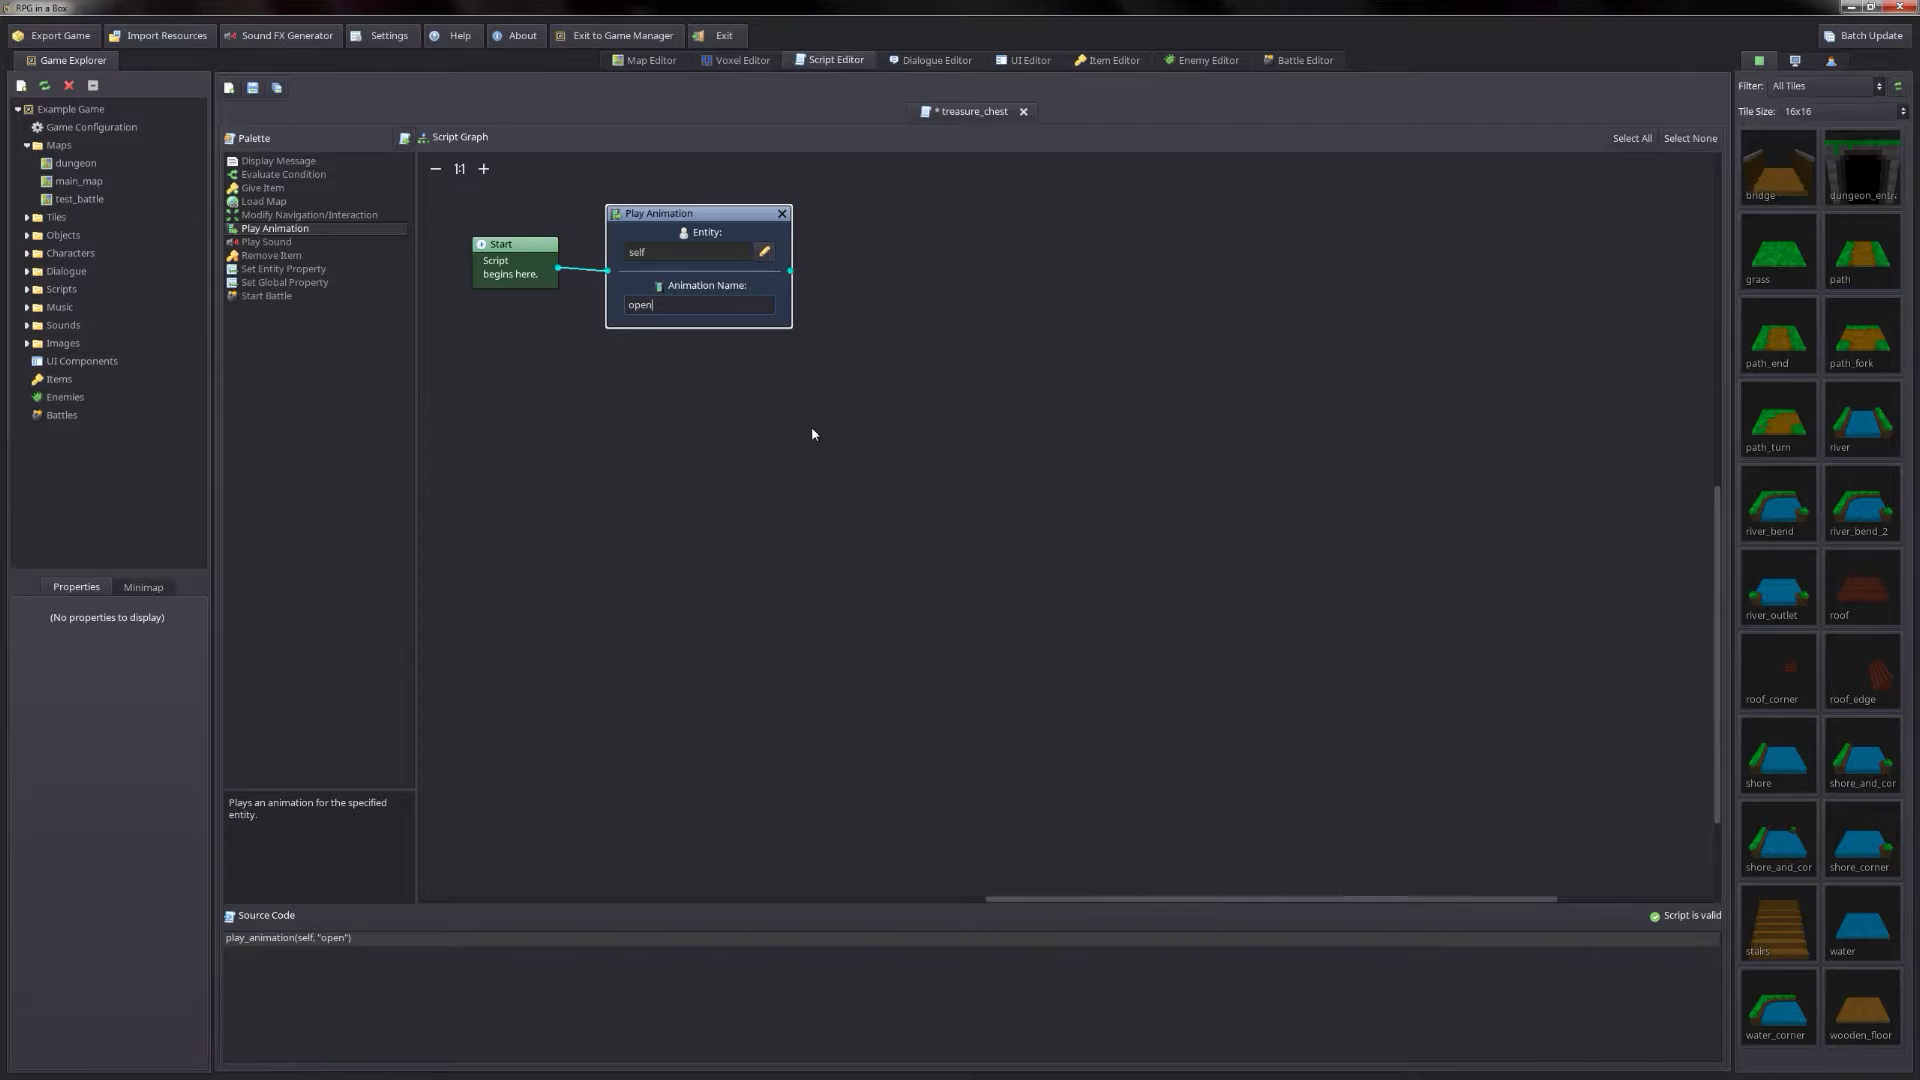 RPG in a Box
Export Game
Import Resources
Sound FX Generator
Settings
Help
About
Exit to Game Manager
Exit
Batch Update
Game Explorer
Map Editor
Voxel Editor
Script Editor
Dialogue Editor
UI Editor
Item Editor
Enemy Editor
Battle Editor
Example Game
Game Configuration
Maps
dungeon
main_map
test_battle
Tiles
Objects
Characters
Dialogue
Scripts
Music
Sounds
Images
UI Components
Items
Enemies
Battles
Properties
Minimap
(No properties to display)
* treasure_chest
Palette
Display Message
Evaluate Condition
Give Item
Load Map
Modify Navigation/Interaction
Play Animation
Play Sound
Remove Item
Set Entity Property
Set Global Property
Start Battle
Plays an animation for the specified
entity.
Script Graph
Select All
Select None
1:1
Start
Script
begins here.
Play Animation
Entity:
self
Animation Name:
open
Source Code
Script is valid
play_animation(self, "open")
Filter: All Tiles
Tile Size: 16x16
bridge
dungeon_entra
grass
path
path_end
path_fork
path_turn
river
river_bend
river_bend_2
river_outlet
roof
roof_corner
roof_edge
shore
shore_and_cor
shore_and_cor
shore_corner
stairs
water
water_corner
wooden_floor